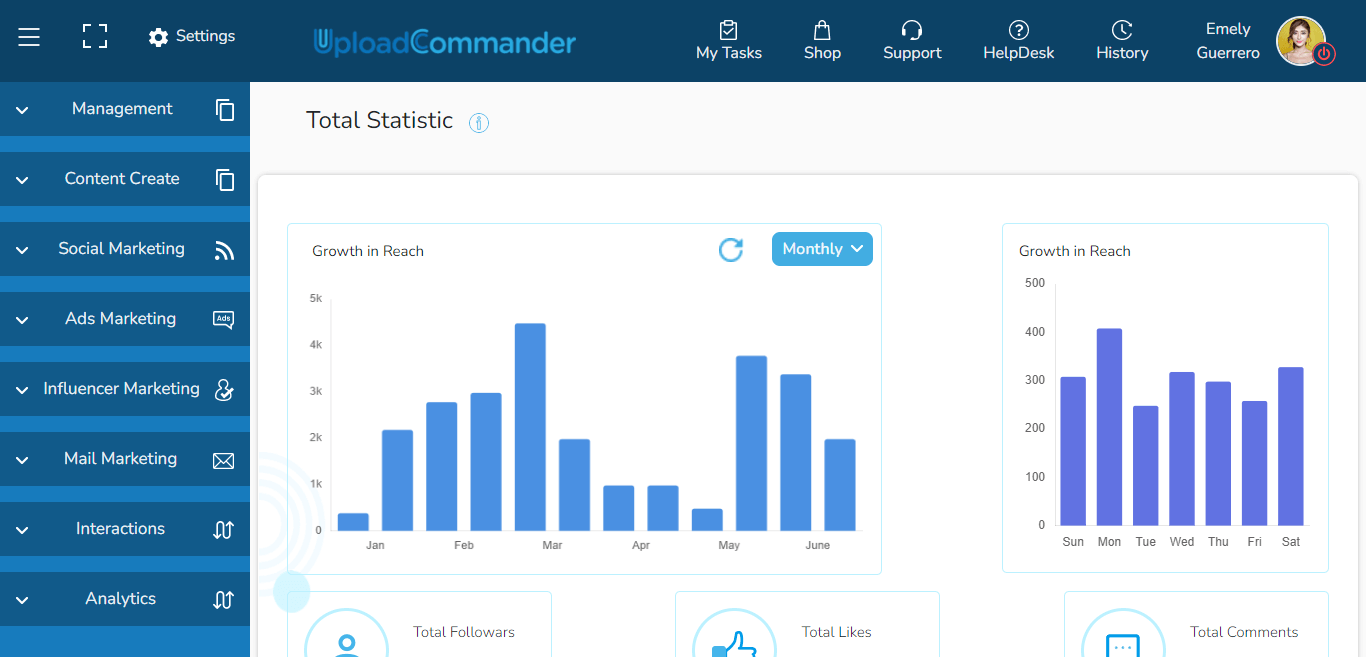 Settings
UploadCommander
My Tasks
Shop
Support
HelpDesk
History
Emely
Guerrero
Management
Content Create
Social Marketing
Ads Marketing
Ads
Influencer Marketing
Mail Marketing
Interactions
Analytics
Total Statistic
Growth in Reach
Monthly
5k
4k
3k
2k
1k
0
Jan Feb Mar Apr May June
Growth in Reach
500
400
300
200
100
0
Sun Mon Tue Wed Thu Fri Sat
Total Followars
Total Likes
Total Comments